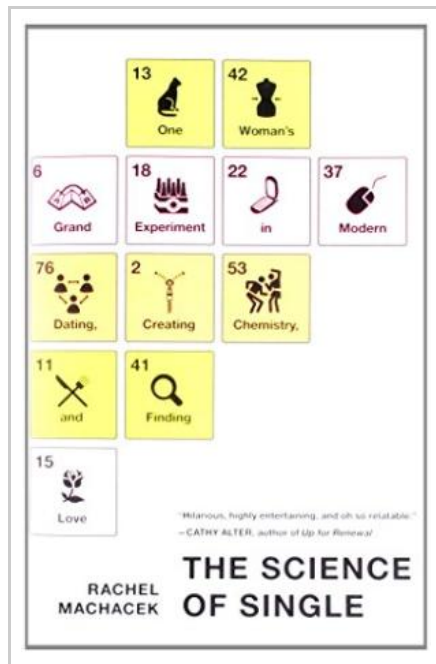 13 42
One Woman's
6 18 22 37
Grand Experiment in Modern
76 2 53
Dating, Creating Chemistry,
11 41
and Finding
15
Love
"Hilarious, highly entertaining, and oh so relatable."
—CATHY ALTER, author of Up for Renewal
RACHEL
MACHACEK
THE SCIENCE
OF SINGLE